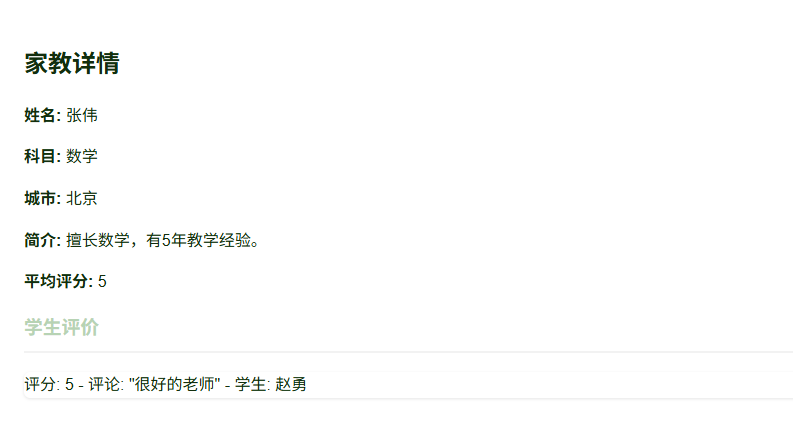 家教详情
姓名: 张伟
科目: 数学
城市: 北京
简介: 擅长数学，有5年教学经验。
平均评分: 5
学生评价
评分: 5 - 评论: "很好的老师" - 学生: 赵勇